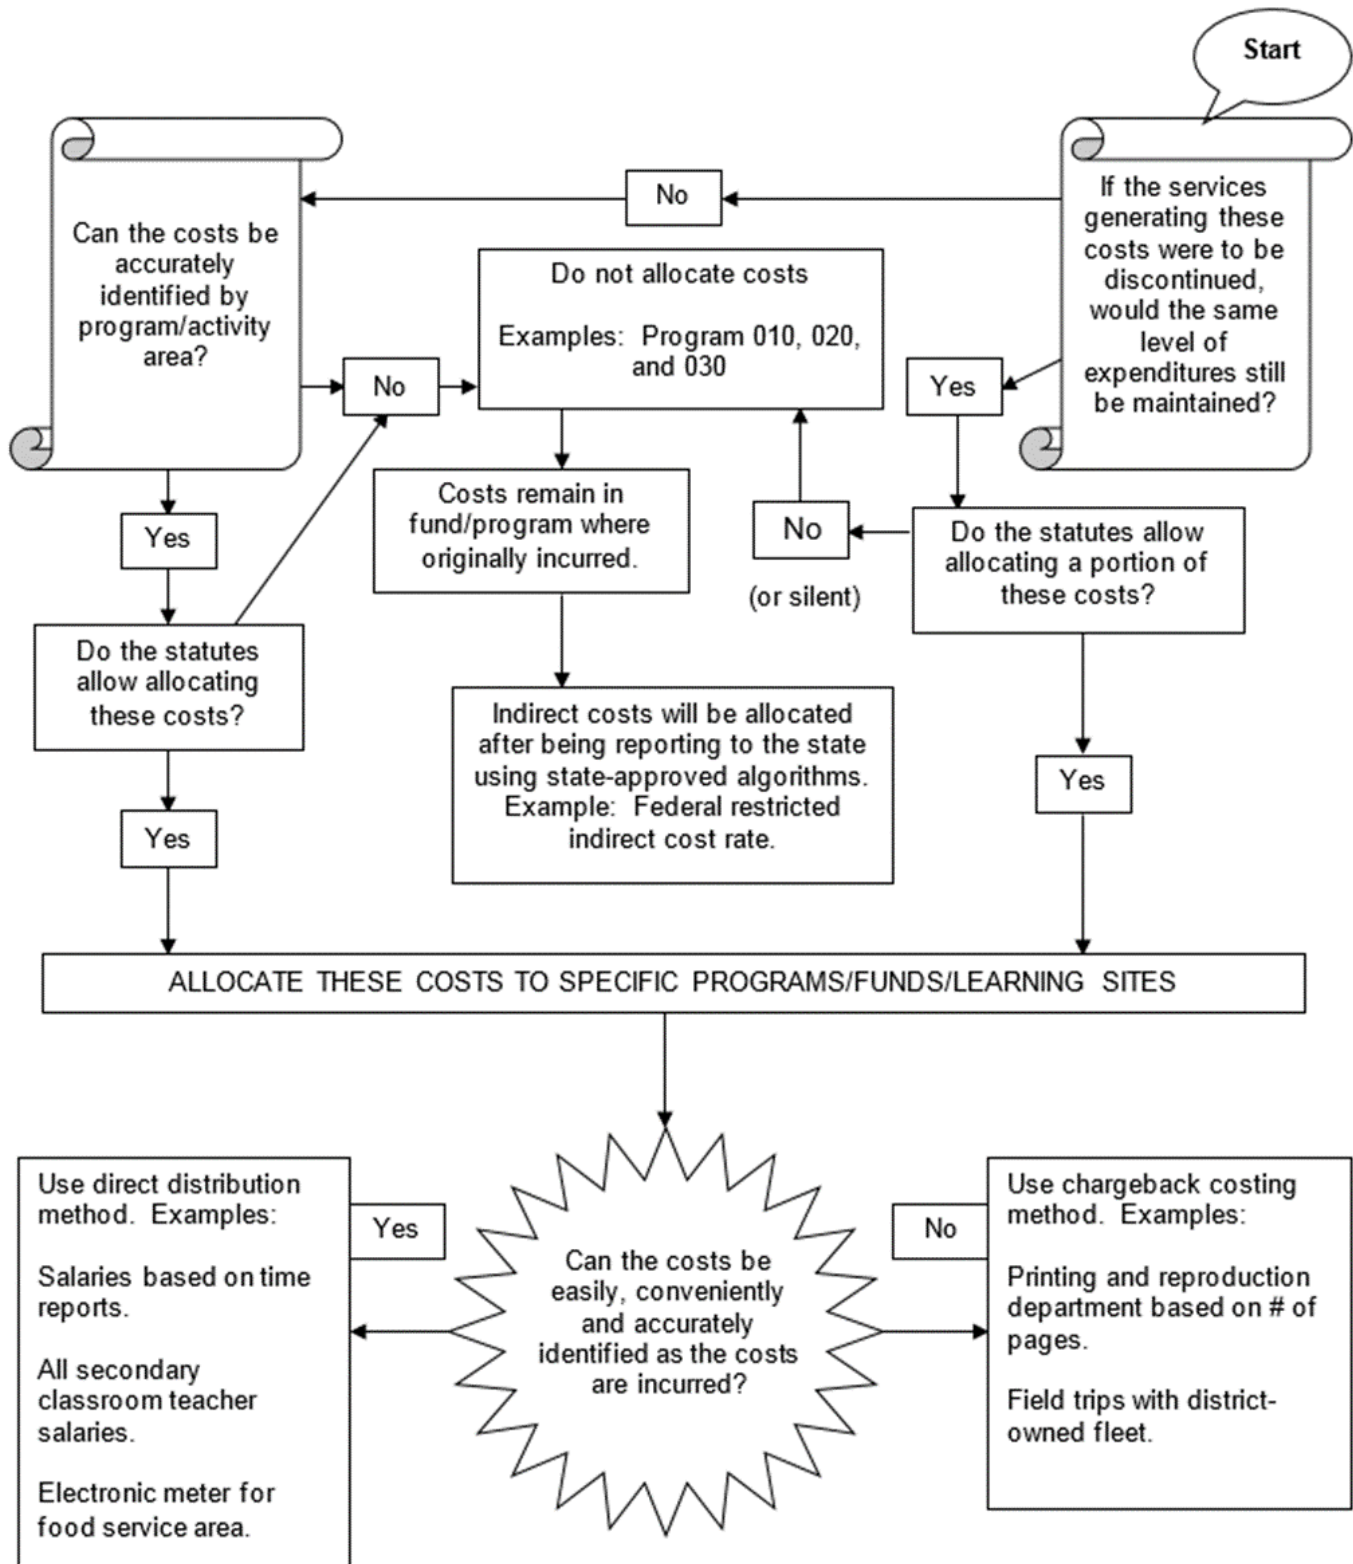 Start
If the services
generating these
costs were to be
discontinued,
would the same
level of
expenditures still
be maintained?
No
Can the costs be
accurately
identified by
program/activity
area?
Do not allocate costs
Examples: Program 010, 020,
and 030
No
Yes
Costs remain in
fund/program where
originally incurred.
No
(or silent)
Do the statutes allow
allocating a portion of
these costs?
Yes
Do the statutes
allow allocating
these costs?
Indirect costs will be allocated
after being reporting to the state
using state-approved algorithms.
Example: Federal restricted
indirect cost rate.
Yes
Yes
ALLOCATE THESE COSTS TO SPECIFIC PROGRAMS/FUNDS/LEARNING SITES
Use direct distribution
method. Examples:
Salaries based on time
reports.
All secondary
classroom teacher
salaries.
Electronic meter for
food service area.
Yes
Can the costs be
easily, conveniently
and accurately
identified as the costs
are incurred?
No
Use chargeback costing
method. Examples:
Printing and reproduction
department based on # of
pages.
Field trips with district-
owned fleet.